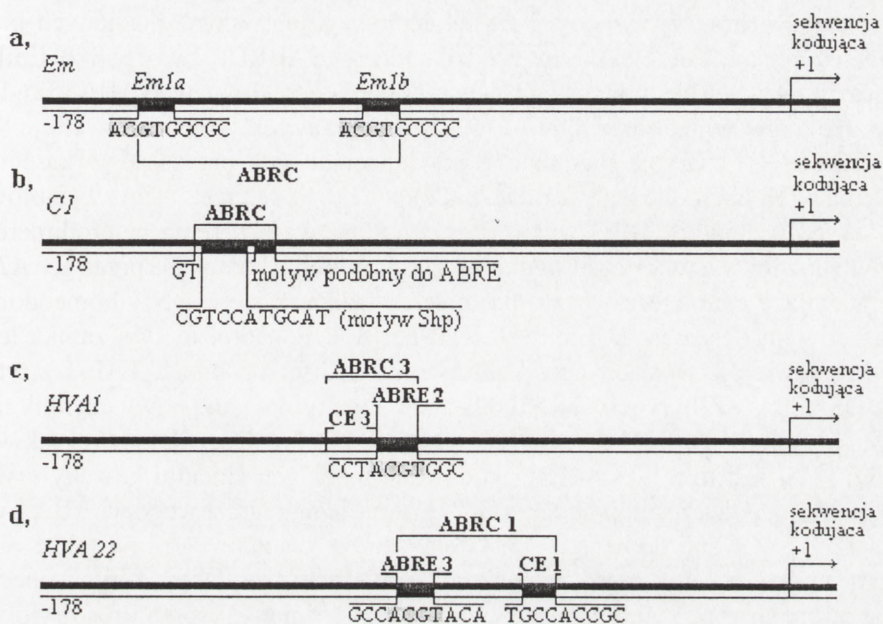 a,
sekwencja
kodująca
+1
Em
Em1a
Em1b
-178
ACGTGGCGC
ACGTGCCGC
ABRC
b,
sekwencja
kodująca
+1
C1
ABRC
-178
GT
motyw podobny do ABRE
CGTCCATGCAT (motyw Shp)
c,
sekwencja
kodująca
+1
ABRC 3
HVA1
ABRE 2
CE 3
-178
CCTACGTGGC
d,
sekwencja
kodująca
+1
ABRC 1
HVA 22
ABRE 3
CE 1
-178
GCCACGTACA
TGCCACCGC